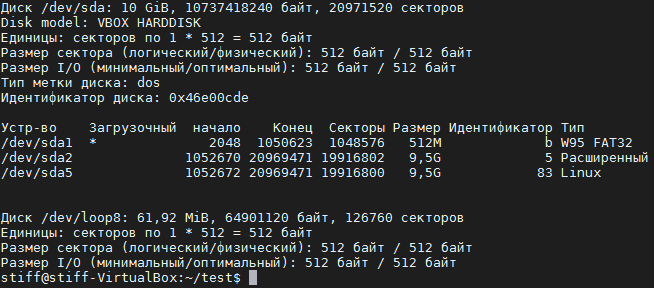 Диск /dev/sda: 10 GiB, 10737418240 байт, 20971520 секторов
Disk model: VBOX HARDDISK
Единицы: секторов по 1 * 512 = 512 байт
Размер сектора (логический/физический): 512 байт / 512 байт
Размер I/O (минимальный/оптимальный): 512 байт / 512 байт
Тип метки диска: dos
Идентификатор диска: 0x46e00cde
Устр-во Загрузочный начало Конец Секторы Размер Идентификатор Тип
/dev/sda1 * 2048 1050623 1048576 512M b W95 FAT32
/dev/sda2 1052670 20969471 19916802 9,5G 5 Расширенный
/dev/sda5 1052672 20969471 19916800 9,5G 83 Linux
Диск /dev/loop8: 61,92 MiB, 64901120 байт, 126760 секторов
Единицы: секторов по 1 * 512 = 512 байт
Размер сектора (логический/физический): 512 байт / 512 байт
Размер I/O (минимальный/оптимальный): 512 байт / 512 байт
stiff@stiff-VirtualBox:~/test$